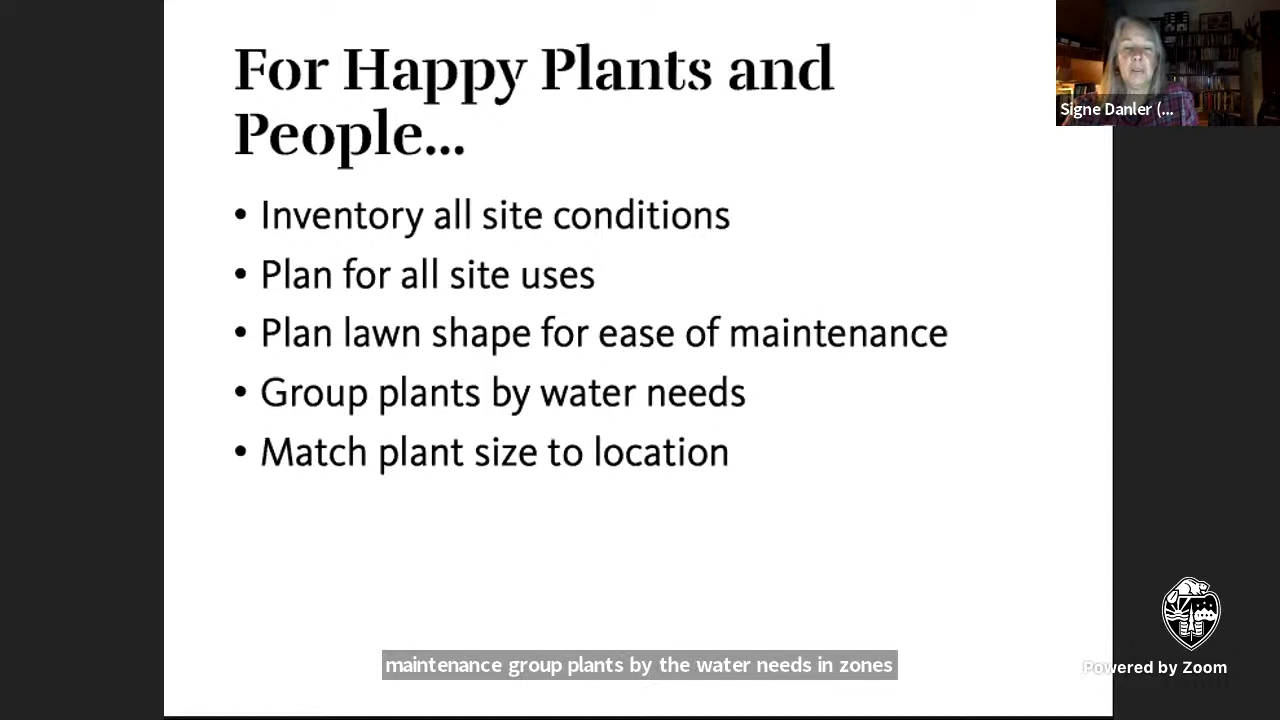 For Happy Plants and
People...
• Inventory all site conditions
• Plan for all site uses
• Plan lawn shape for ease of maintenance
• Group plants by water needs
• Match plant size to location
Signe Danler (...
maintenance group plants by the water needs in zones
Powered by Zoom